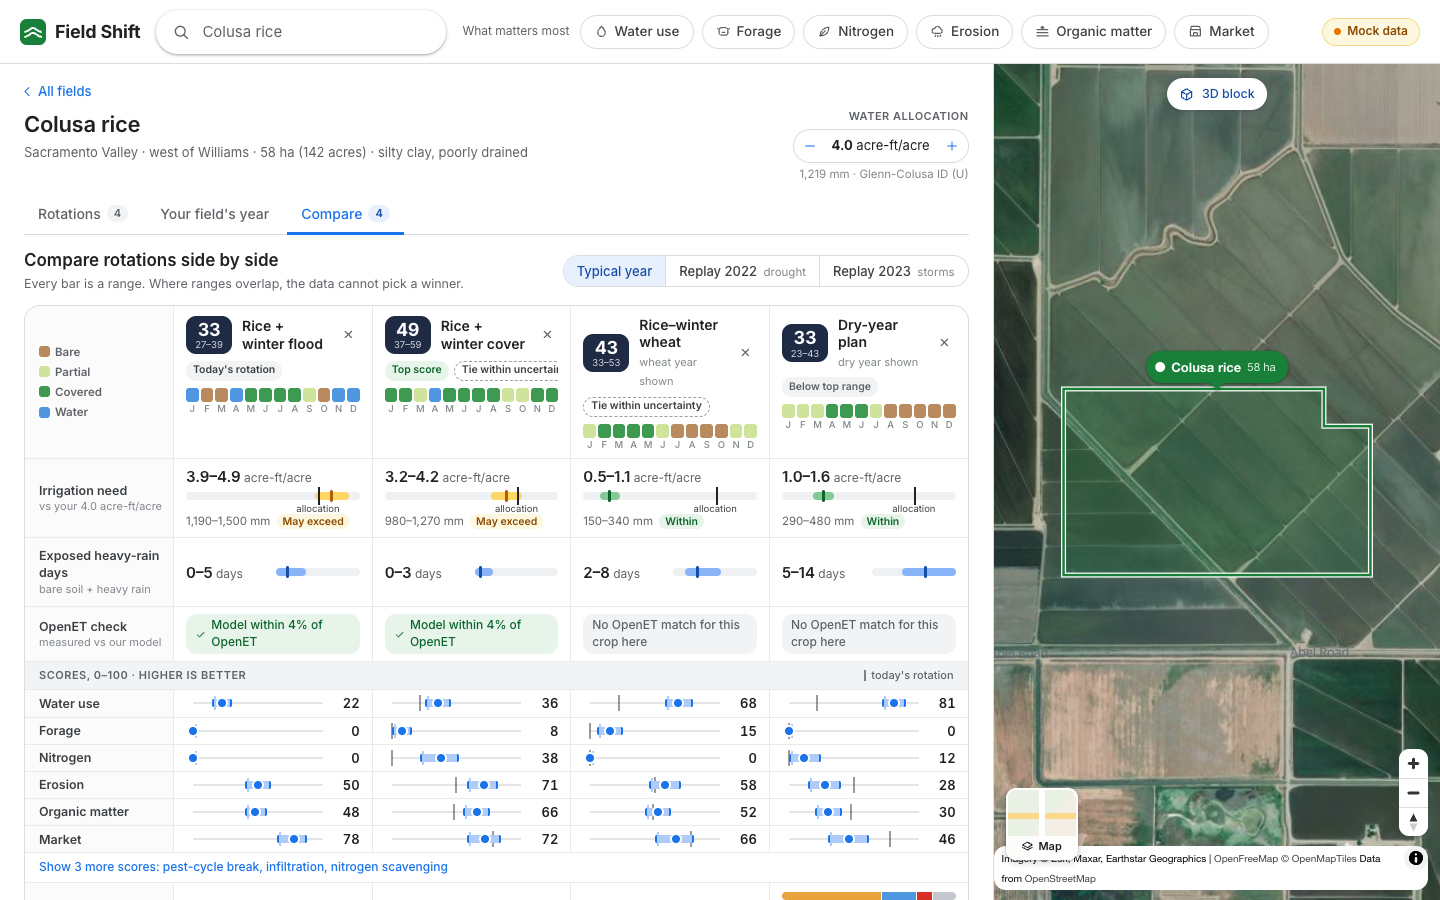 Field Shift
Colusa rice
What matters most
Water use
Forage
Nitrogen
Erosion
Organic matter
Market
Mock data
All fields
Colusa rice
Sacramento Valley · west of Williams · 58 ha (142 acres) · silty clay, poorly drained
WATER ALLOCATION
− 4.0 acre-ft/acre +
1,219 mm · Glenn-Colusa ID (U)
Rotations 4
Your field's year
Compare 4
Compare rotations side by side
Every bar is a range. Where ranges overlap, the data cannot pick a winner.
Typical year
Replay 2022 drought
Replay 2023 storms
Bare
Partial
Covered
Water
33
27–39
Rice +
winter flood
Today's rotation
J F M A M J J A S O N D
49
37–59
Rice +
winter cover
Top score
Tie within uncertain
J F M A M J J A S O N D
43
33–53
Rice–winter
wheat
wheat year
shown
Tie within uncertainty
J F M A M J J A S O N D
33
23–43
Dry-year
plan
dry year shown
Below top range
J F M A M J J A S O N D
Irrigation need
vs your 4.0 acre-ft/acre
3.9–4.9 acre-ft/acre
allocation
1,190–1,500 mm May exceed
3.2–4.2 acre-ft/acre
allocation
980–1,270 mm May exceed
0.5–1.1 acre-ft/acre
allocation
150–340 mm Within
1.0–1.6 acre-ft/acre
allocation
290–480 mm Within
Exposed heavy-rain
days
bare soil + heavy rain
0–5 days
0–3 days
2–8 days
5–14 days
OpenET check
measured vs our model
Model within 4% of
OpenET
Model within 4% of
OpenET
No OpenET match for this
crop here
No OpenET match for this
crop here
SCORES, 0–100 · HIGHER IS BETTER
today's rotation
Water use 22 36 68 81
Forage 0 8 15 0
Nitrogen 0 38 0 12
Erosion 50 71 58 28
Organic matter 48 66 52 30
Market 78 72 66 46
Show 3 more scores: pest-cycle break, infiltration, nitrogen scavenging
3D block
Colusa rice 58 ha
Abel Road
Map
Imagery © Esri, Maxar, Earthstar Geographics | OpenFreeMap © OpenMapTiles Data
from OpenStreetMap